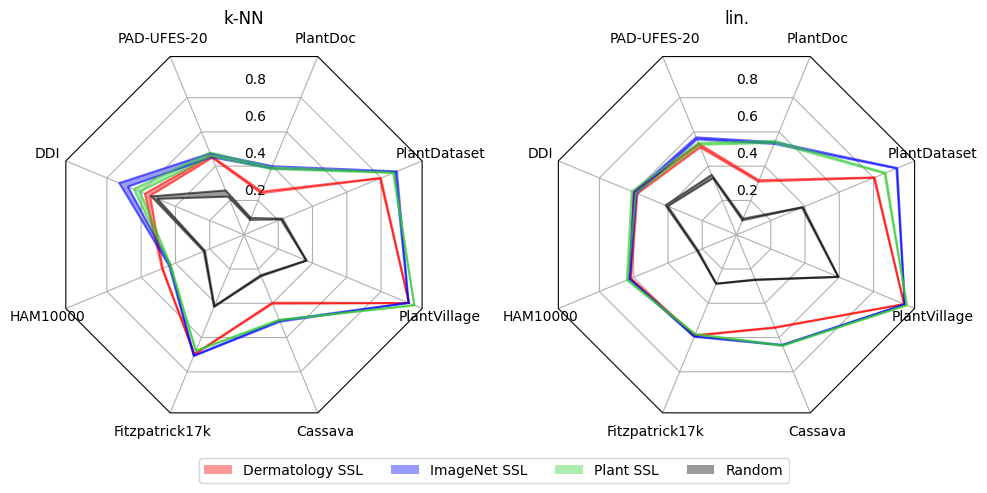 k-NN
PAD-UFES-20
PlantDoc
DDI
0.8
0.6
0.4
0.2
PlantDataset
HAM10000
PlantVillage
Fitzpatrick17k
Cassava
lin.
PAD-UFES-20
PlantDoc
DDI
0.8
0.6
0.4
0.2
PlantDataset
HAM10000
PlantVillage
Fitzpatrick17k
Cassava
Dermatology SSL ImageNet SSL Plant SSL Random